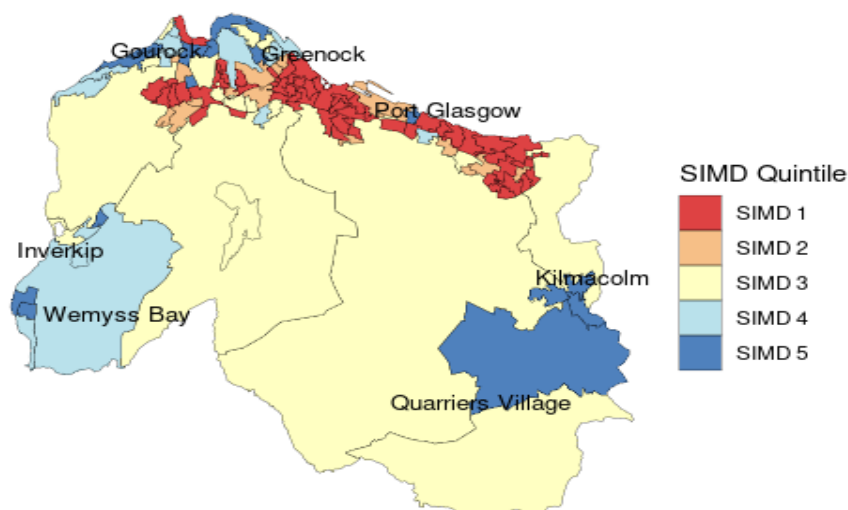 Gourock
Greenock
Port Glasgow
Inverkip
Wemyss Bay
Kilmacolm
Quarriers Village
SIMD Quintile
SIMD 1
SIMD 2
SIMD 3
SIMD 4
SIMD 5